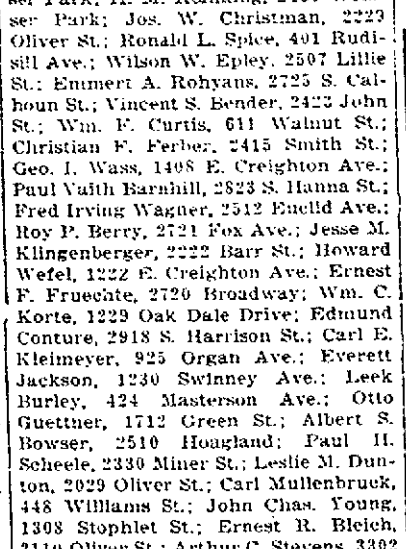 ser Park; H. M.
Park; Jos. W. Christman, 2223
Oliver St.; Ronald L. Spice, 401 Rudi-
sill Ave.; Wilson W. Epley, 2507 Lillie
St.; Emmert A. Rohyans, 2725 S. Cal-
houn St.; Vincent S. Bender, 2423 John
St.; Wm. F. Curtis, 611 Walnut St.;
Christian F. Ferber, 2415 Smith St.;
Geo. I. Wass, 1408 E. Creighton Ave.;
Paul Vaith Barnhill, 2823 S. Hanna St.;
Fred Irving Wagner, 2512 Euclid Ave.;
Roy P. Berry, 2721 Fox Ave.; Jesse M.
Klingenberger, 2222 Barr St.; Howard
Wefel, 1222 E. Creighton Ave.; Ernest
F. Fruechte, 2720 Broadway; Wm. C.
Korte, 1229 Oak Dale Drive; Edmund
Conture, 2918 S. Harrison St.; Carl E.
Kleimeyer, 925 Organ Ave.; Everett
Jackson, 1230 Swinney Ave.; Leek
Burley, 424 Masterson Ave.; Otto
Guettner, 1712 Green St.; Albert S.
Bowser, 2510 Hoagland; Paul H.
Scheele, 2330 Miner St.; Leslie M. Dun-
ton, 2029 Oliver St.; Carl Mullenbruck,
448 Williams St.; John Chas. Young,
1308 Stophlet St.; Ernest R. Bleich,
2110 Oliver St.; Arthur C. Stevens, 3302